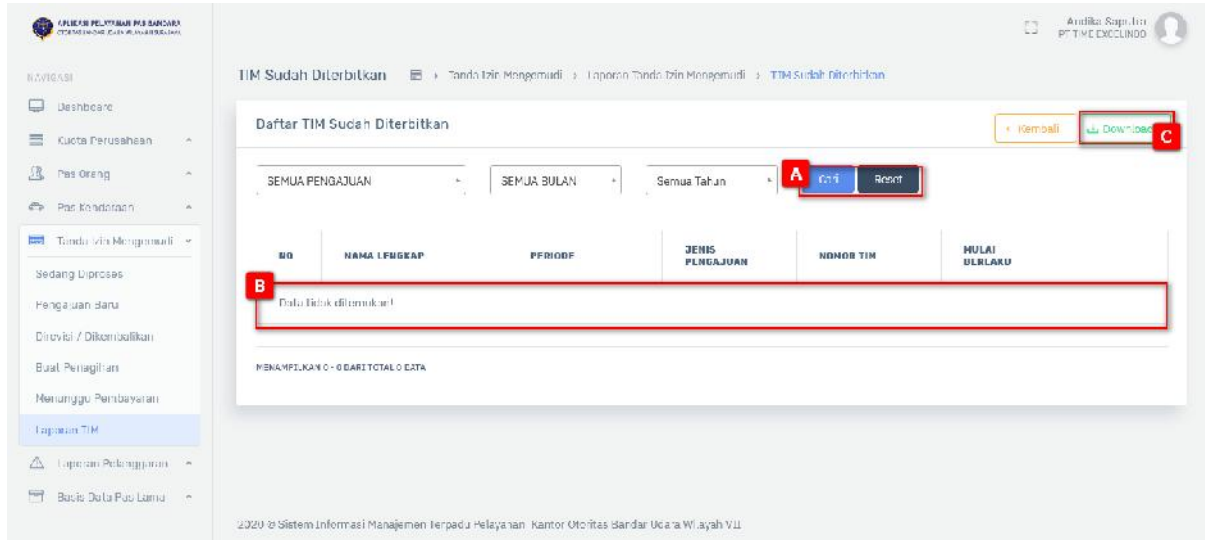 APLIKASI PELAYANAN PAS BANDARA
Andika Saputra
PT TIME EXCELINDO
NAVIGASI
Dashboard
Kuota Perusahaan
Pas Orang
Pas Kendaraan
Tanda Izin Mengemudi
Sedang Diproses
Pengajuan Baru
Direvisi / Dikembalikan
Buat Penagihan
Menunggu Pembayaran
Laporan TIM
Laporan Pelanggaran
Basis Data Pas Lama
TIM Sudah Diterbitkan
Tanda Izin Mengemudi > Laporan Tanda Izin Mengemudi > TIM Sudah Diterbitkan
Daftar TIM Sudah Diterbitkan
Kembali
Download
C
SEMUA PENGAJUAN
SEMUA BULAN
Semua Tahun
A
Cari
Reset
NO
NAMA LENGKAP
PERIODE
JENIS PENGAJUAN
NOMOR TIM
MULAI BERLAKU
B
Data tidak ditemukan!
MENAMPILKAN 0 - 0 DARI TOTAL 0 DATA
2020 © Sistem Informasi Manajemen Terpadu Pelayanan Kantor Otoritas Bandar Udara Wilayah VII